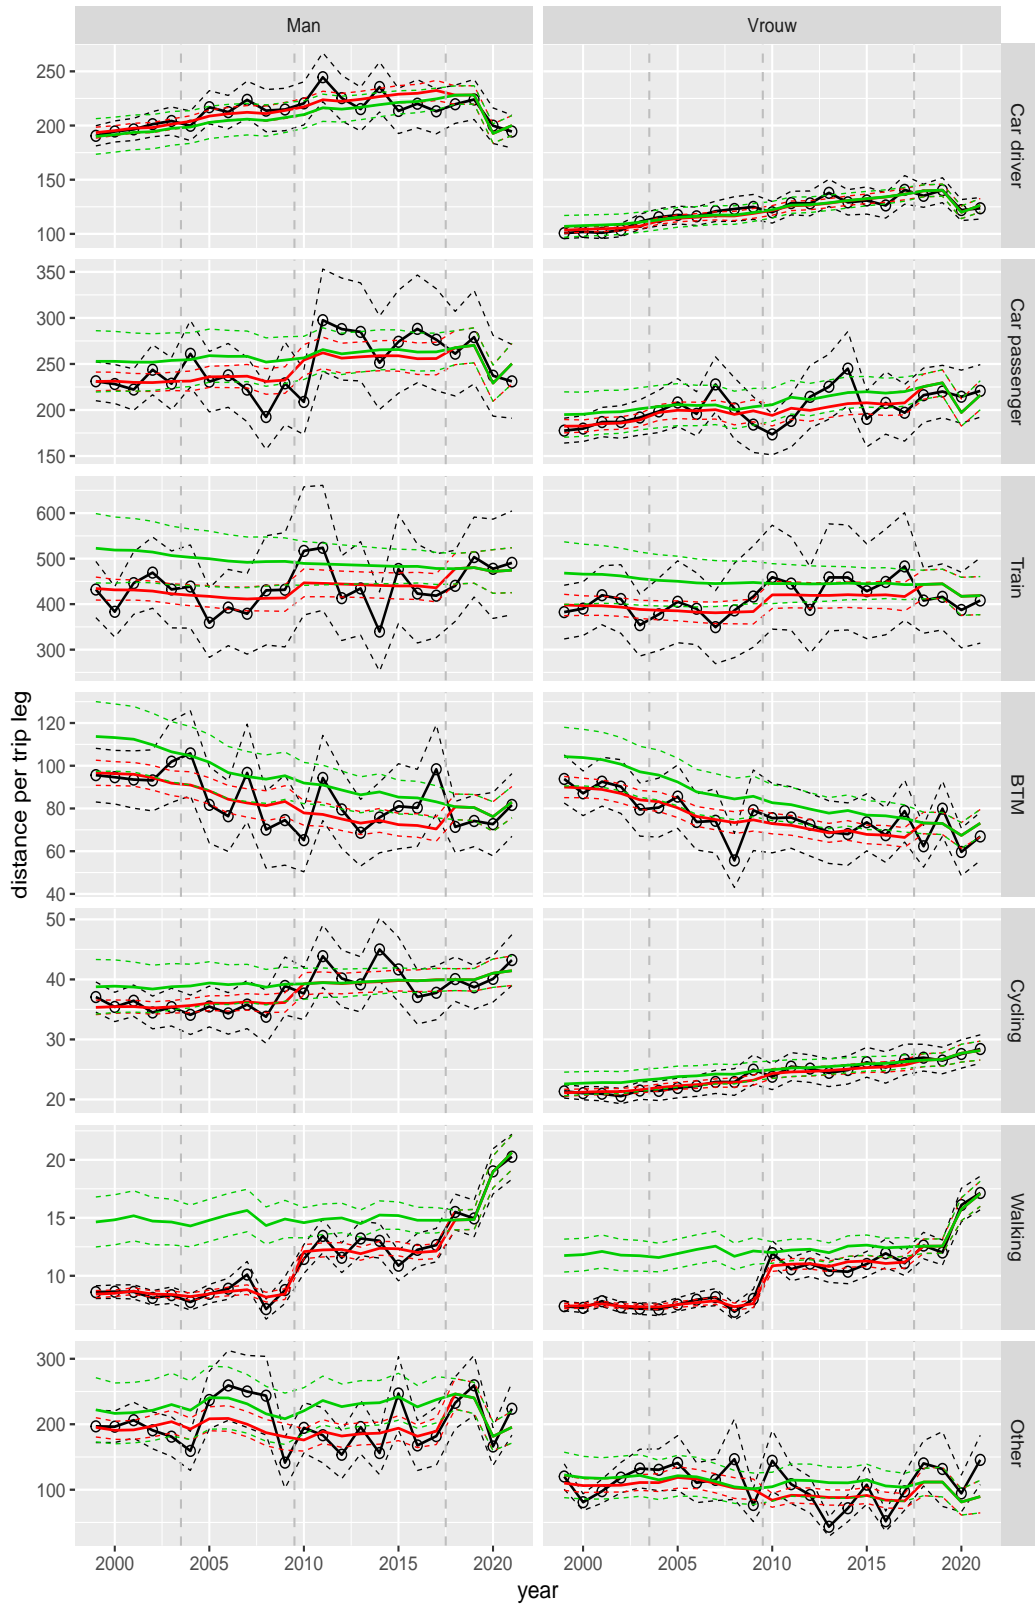 Man Vrouw
250
200
150
100
Car driver
350
300
250
200
150
Car passenger
600
500
400
300
Train
120
100
80
60
40
BTM
50
40
30
20
Cycling
20
15
10
Walking
300
200
100
Other
distance per trip leg
2000 2005 2010 2015 2020 2000 2005 2010 2015 2020
year